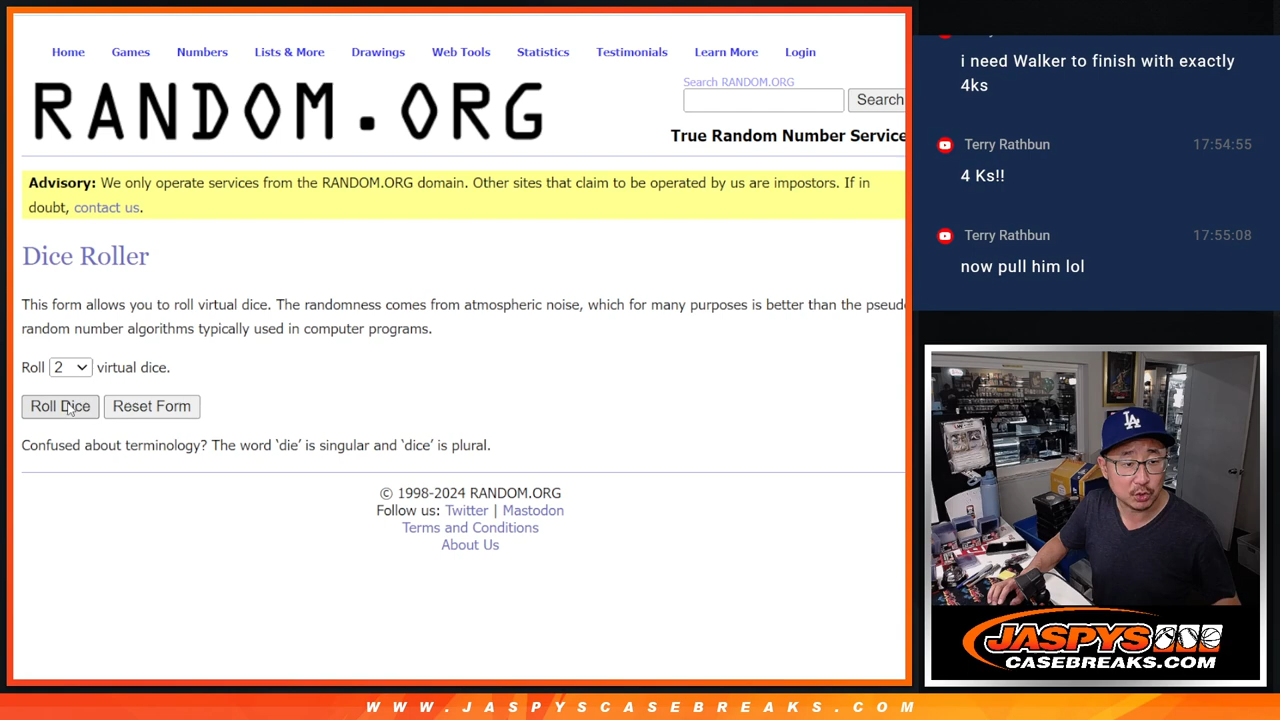 Home Games Numbers Lists & More Drawings Web Tools Statistics Testimonials Learn More Login
RANDOM.ORG
Search RANDOM.ORG
Search
True Random Number Service
Advisory: We only operate services from the RANDOM.ORG domain. Other sites that claim to be operated by us are impostors. If in
doubt, contact us.
Dice Roller
This form allows you to roll virtual dice. The randomness comes from atmospheric noise, which for many purposes is better than the pseudo
random number algorithms typically used in computer programs.
Roll 2 virtual dice.
Roll Dice Reset Form
Confused about terminology? The word ‘die’ is singular and ‘dice’ is plural.
© 1998-2024 RANDOM.ORG
Follow us: Twitter | Mastodon
Terms and Conditions
About Us
i need Walker to finish with exactly
4ks
Terry Rathbun 17:54:55
4 Ks!!
Terry Rathbun 17:55:08
now pull him lol
LA
JASPYS
CASEBREAKS.COM
WWW.JASPYSCASEBREAKS.COM